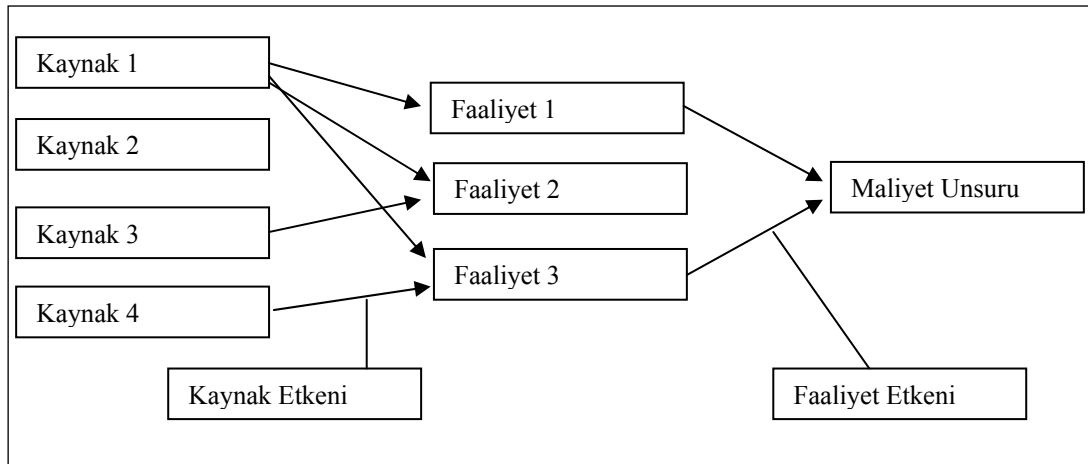 Kaynak 1
Kaynak 2
Kaynak 3
Kaynak 4
Faaliyet 1
Faaliyet 2
Faaliyet 3
Maliyet Unsuru
Kaynak Etkeni
Faaliyet Etkeni